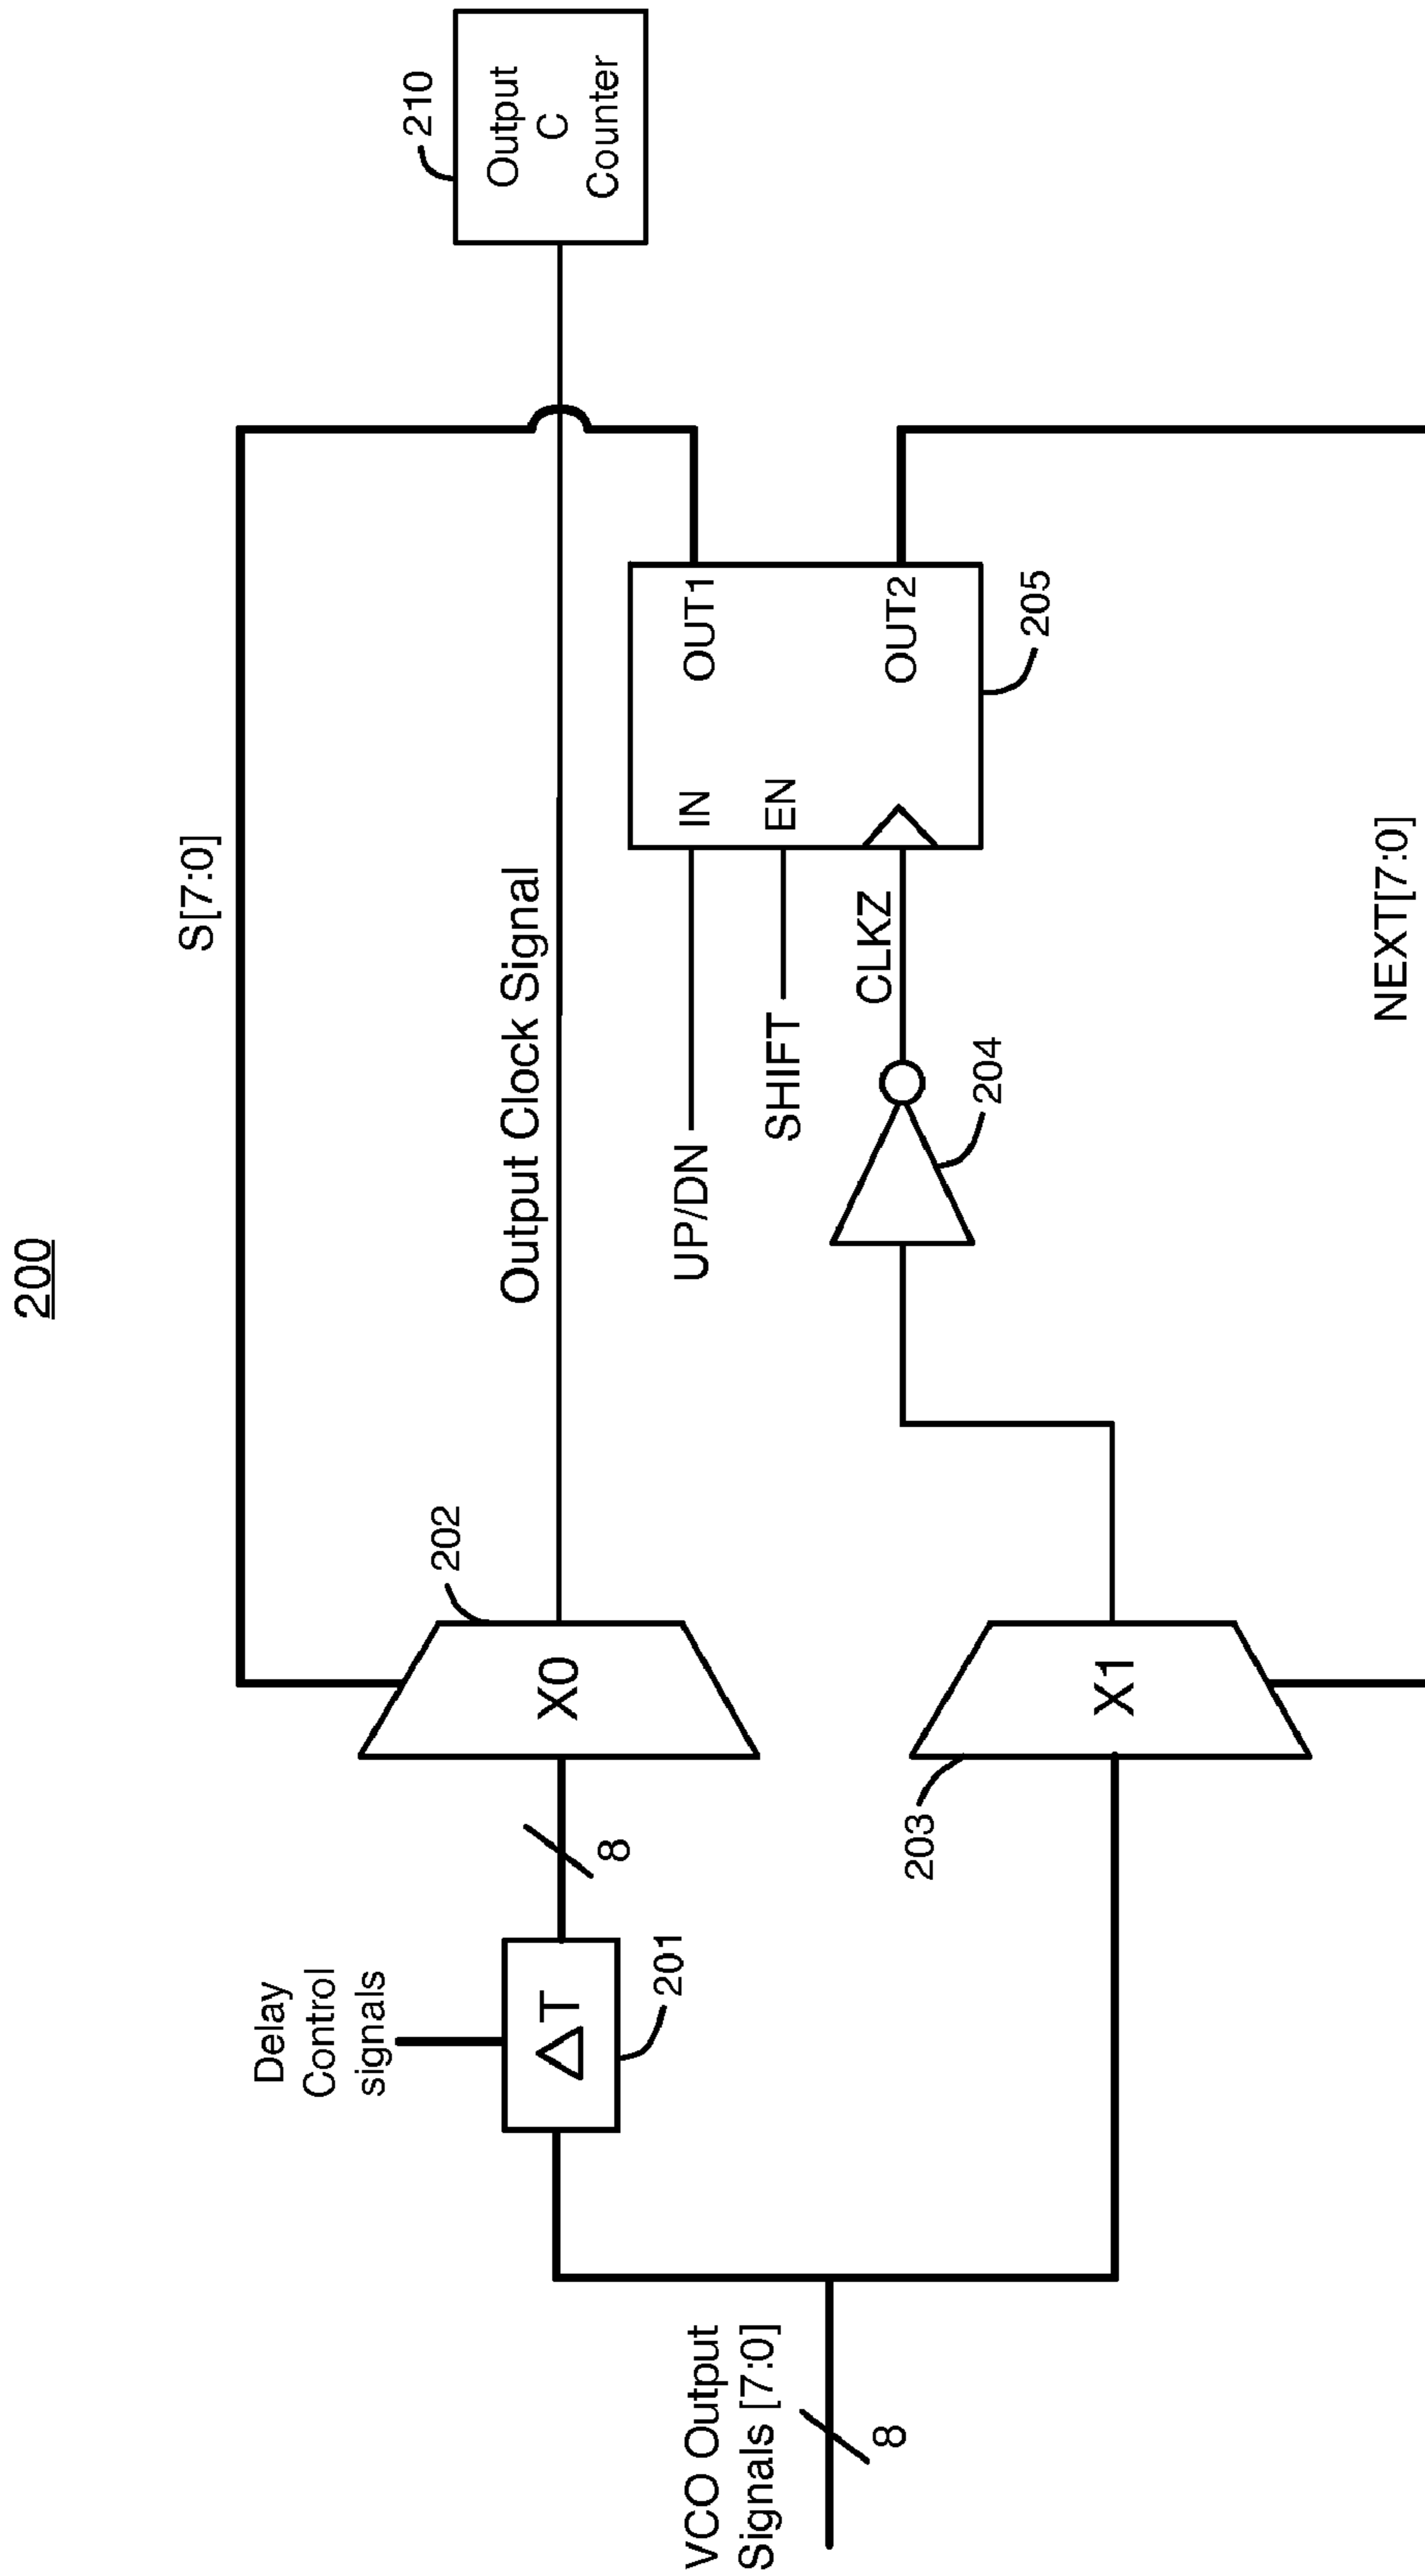 200
S[7:0]
Output Clock Signal
210
Output
C
Counter
202
X0
8
Delay
Control
signals
ΔT
201
VCO Output
Signals [7:0]
8
203
X1
204
CLKZ
UP/DN
SHIFT
IN
EN
OUT1
OUT2
205
NEXT[7:0]